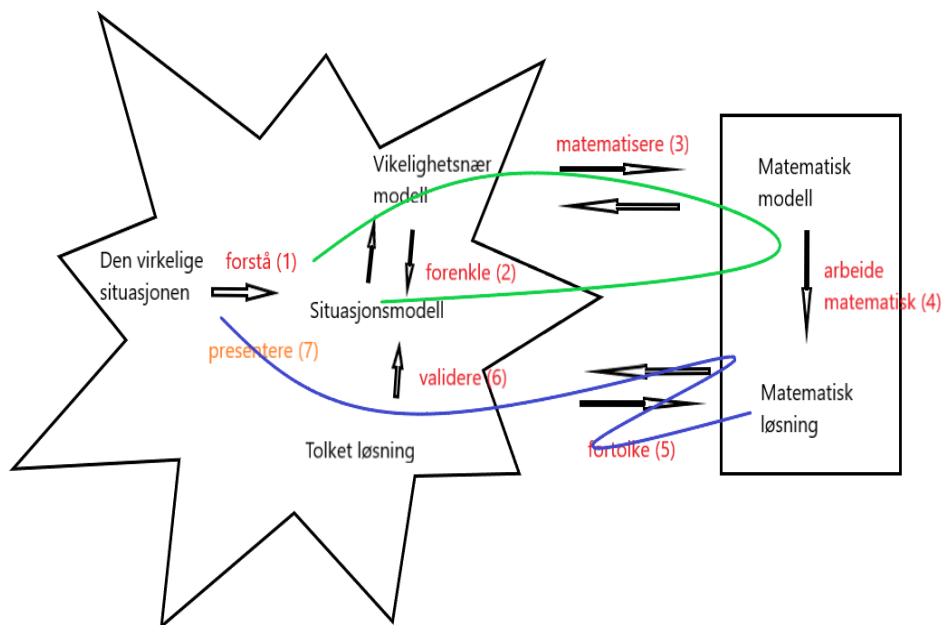 matematisere (3)
Vikelighetsnær
modell
Matematisk
modell
Den virkelige
situasjonen
forstå (1)
forenkle (2)
arbeide
matematisk (4)
Situasjonsmodell
presentere (7)
validere (6)
Matematisk
løsning
Tolket løsning
fortolke (5)